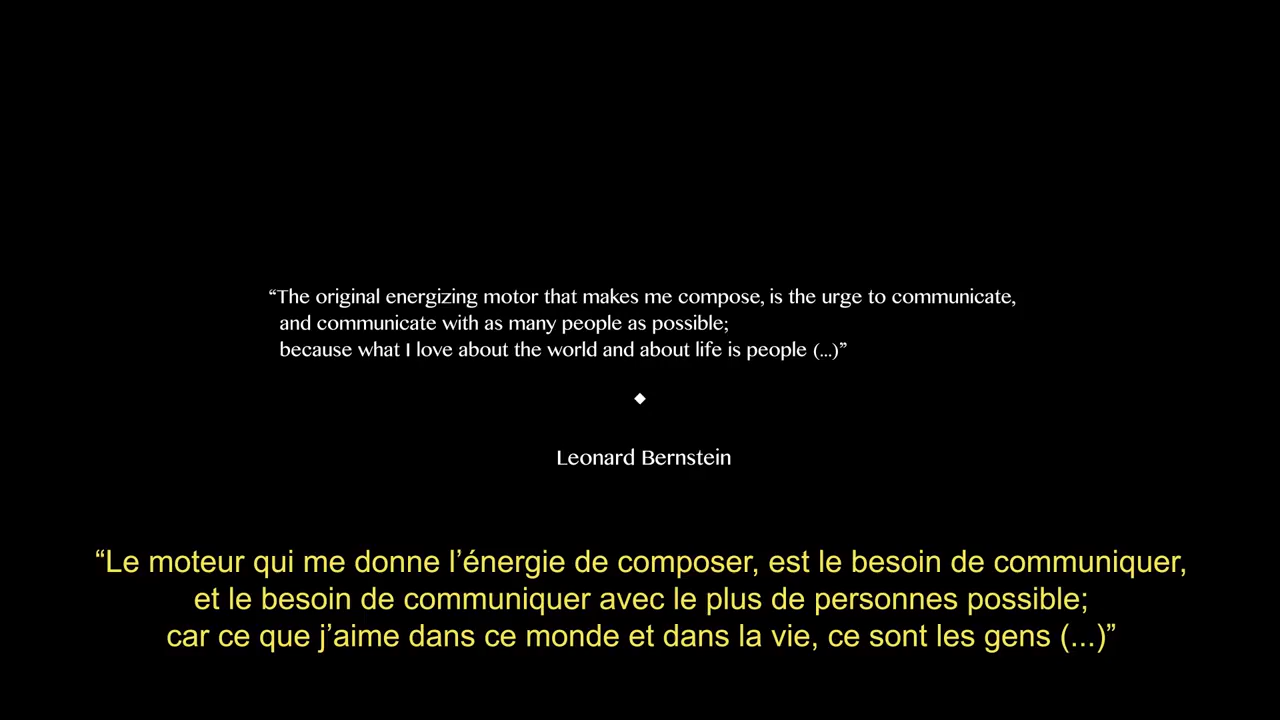 “The original energizing motor that makes me compose, is the urge to communicate,
and communicate with as many people as possible;
because what I love about the world and about life is people (...)”
Leonard Bernstein
“Le moteur qui me donne l’énergie de composer, est le besoin de communiquer,
et le besoin de communiquer avec le plus de personnes possible;
car ce que j’aime dans ce monde et dans la vie, ce sont les gens (...)”